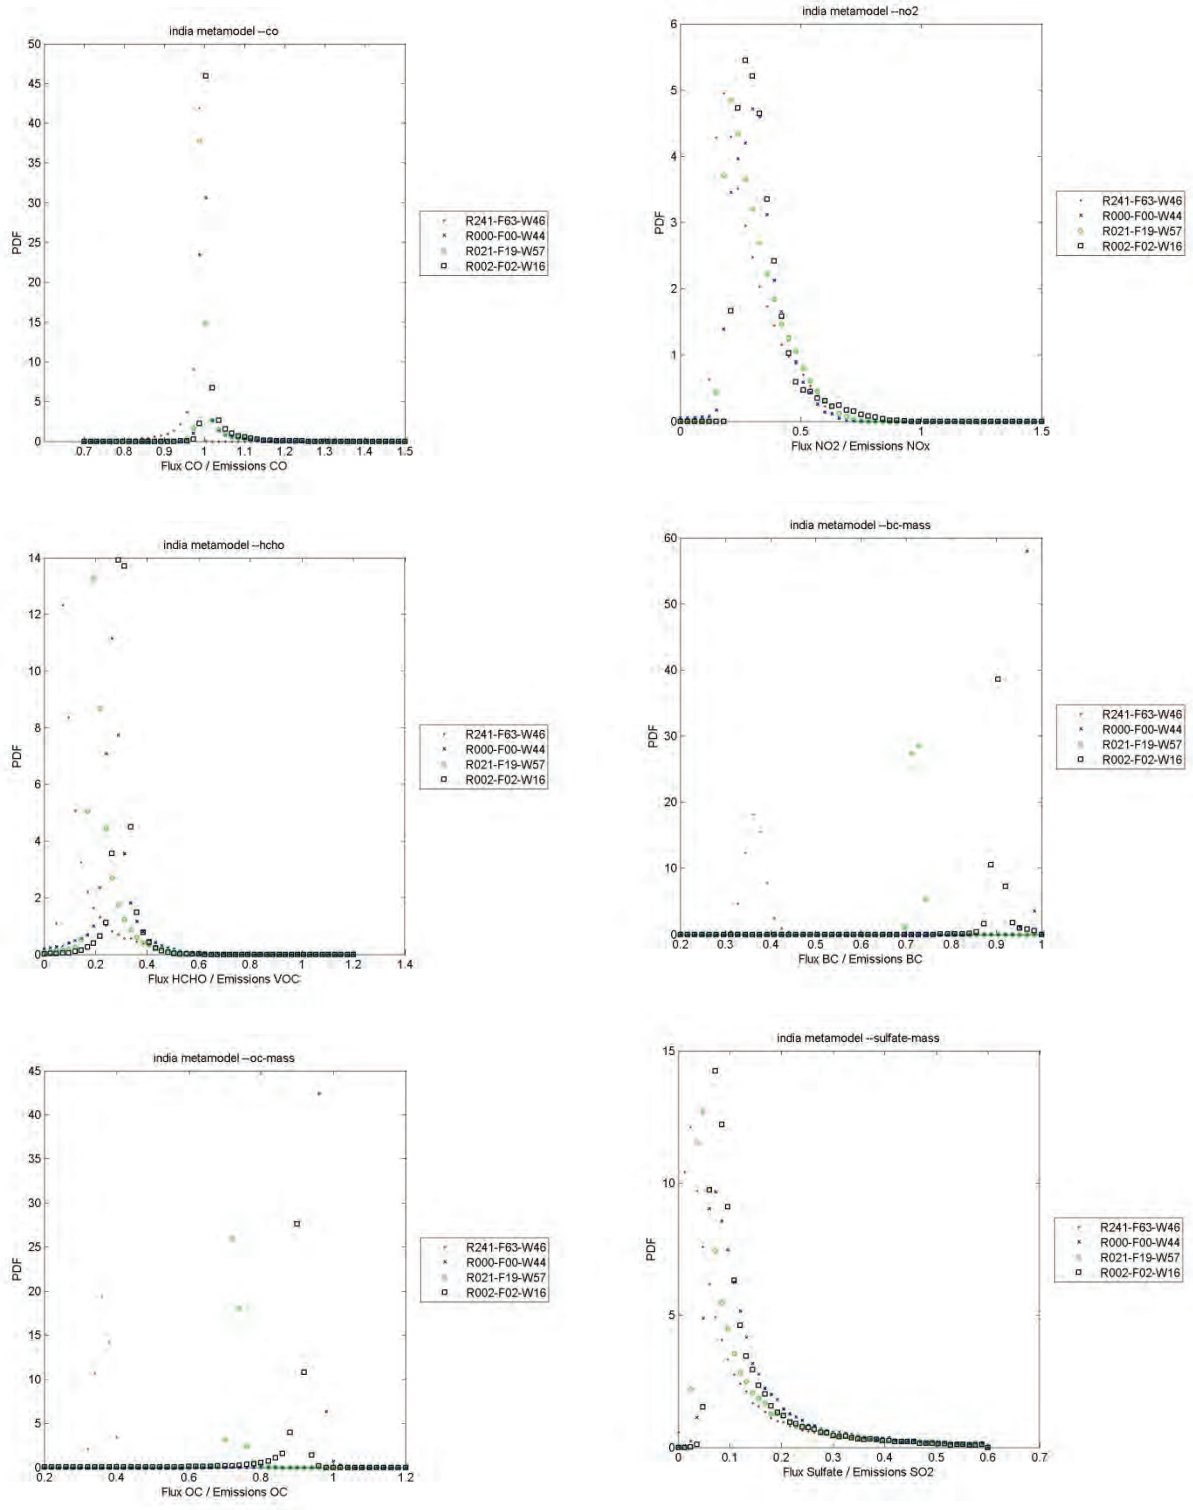 india metamodel --co
50
45
40
35
30
25
20
15
10
5
0
PDF
0.7 0.8 0.9 1 1.1 1.2 1.3 1.4 1.5
Flux CO / Emissions CO
R241-F63-W46
R000-F00-W44
R021-F19-W57
R002-F02-W16
india metamodel --no2
6
5
4
3
2
1
0
PDF
0 0.5 1 1.5
Flux NO2 / Emissions NOx
R241-F63-W46
R000-F00-W44
R021-F19-W57
R002-F02-W16
india metamodel --hcho
14
12
10
8
6
4
2
0
PDF
0 0.2 0.4 0.6 0.8 1 1.2 1.4
Flux HCHO / Emissions VOC
R241-F63-W46
R000-F00-W44
R021-F19-W57
R002-F02-W16
india metamodel --bc-mass
60
50
40
30
20
10
0
PDF
0.2 0.3 0.4 0.5 0.6 0.7 0.8 0.9 1
Flux BC / Emissions BC
R241-F63-W46
R000-F00-W44
R021-F19-W57
R002-F02-W16
india metamodel --oc-mass
45
40
35
30
25
20
15
10
5
0
PDF
0.2 0.4 0.6 0.8 1 1.2
Flux OC / Emissions OC
R241-F63-W46
R000-F00-W44
R021-F19-W57
R002-F02-W16
india metamodel --sulfate-mass
15
10
5
0
PDF
0 0.1 0.2 0.3 0.4 0.5 0.6 0.7
Flux Sulfate / Emissions SO2
R241-F63-W46
R000-F00-W44
R021-F19-W57
R002-F02-W16